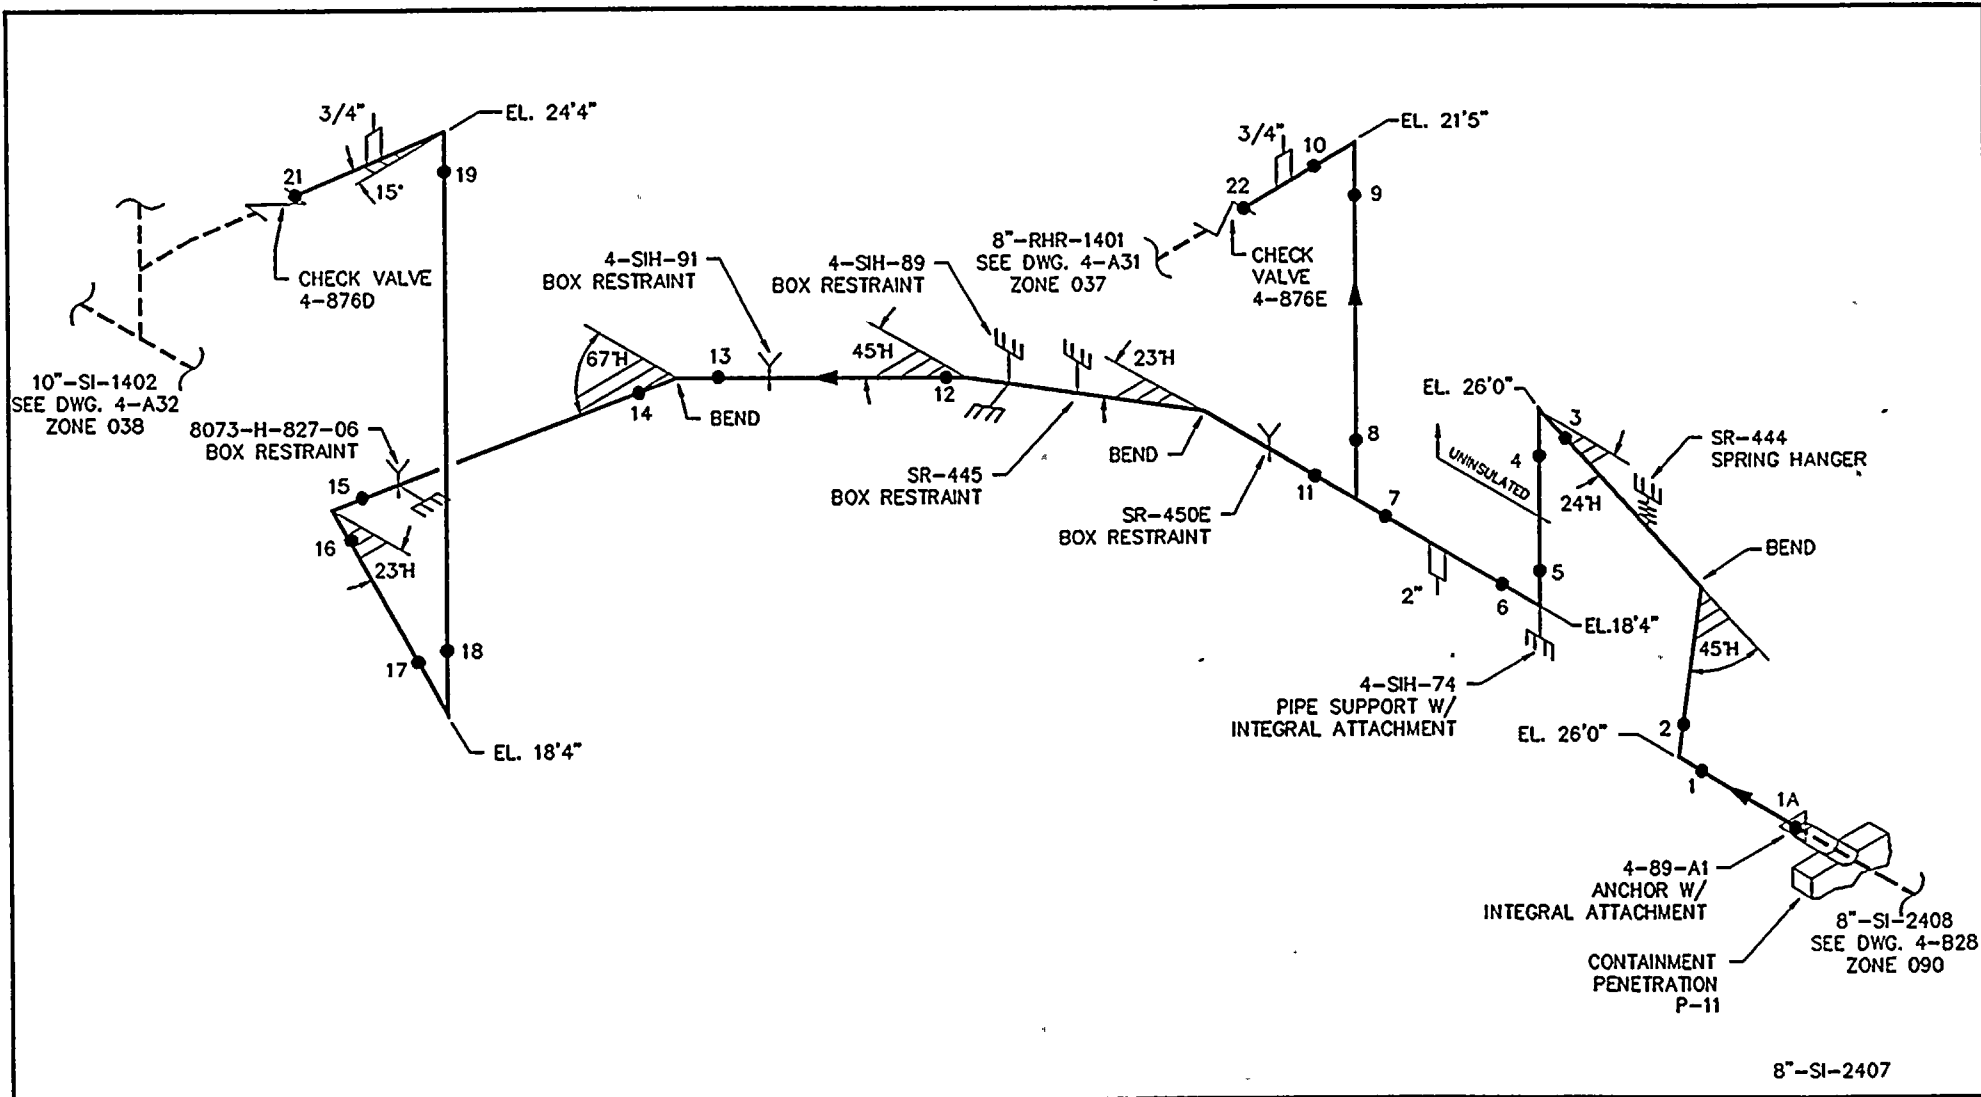 3/4"
EL. 24'4"
19
21
15°
CHECK VALVE
4-876D
10"-SI-1402
SEE DWG. 4-A32
ZONE 038
8073-H-827-06
BOX RESTRAINT
15
16
23°H
17
18
EL. 18'4"
4-SIH-91
BOX RESTRAINT
67°H
13
14
BEND
4-SIH-89
BOX RESTRAINT
45°H
12
SR-445
BOX RESTRAINT
23°H
BEND
8"-RHR-1401
SEE DWG. 4-A31
ZONE 037
3/4"
10
EL. 21'5"
22
9
CHECK
VALVE
4-876E
8
11
7
SR-450E
BOX RESTRAINT
2"
6
EL. 26'0"
3
4
UNINSULATED
24°H
SR-444
SPRING HANGER
5
EL.18'4"
BEND
45°H
4-SIH-74
PIPE SUPPORT W/
INTEGRAL ATTACHMENT
2
EL. 26'0"
1
1A
4-89-A1
ANCHOR W/
INTEGRAL ATTACHMENT
8"-SI-2408
SEE DWG. 4-B28
ZONE 090
CONTAINMENT
PENETRATION
P-11
8"-SI-2407